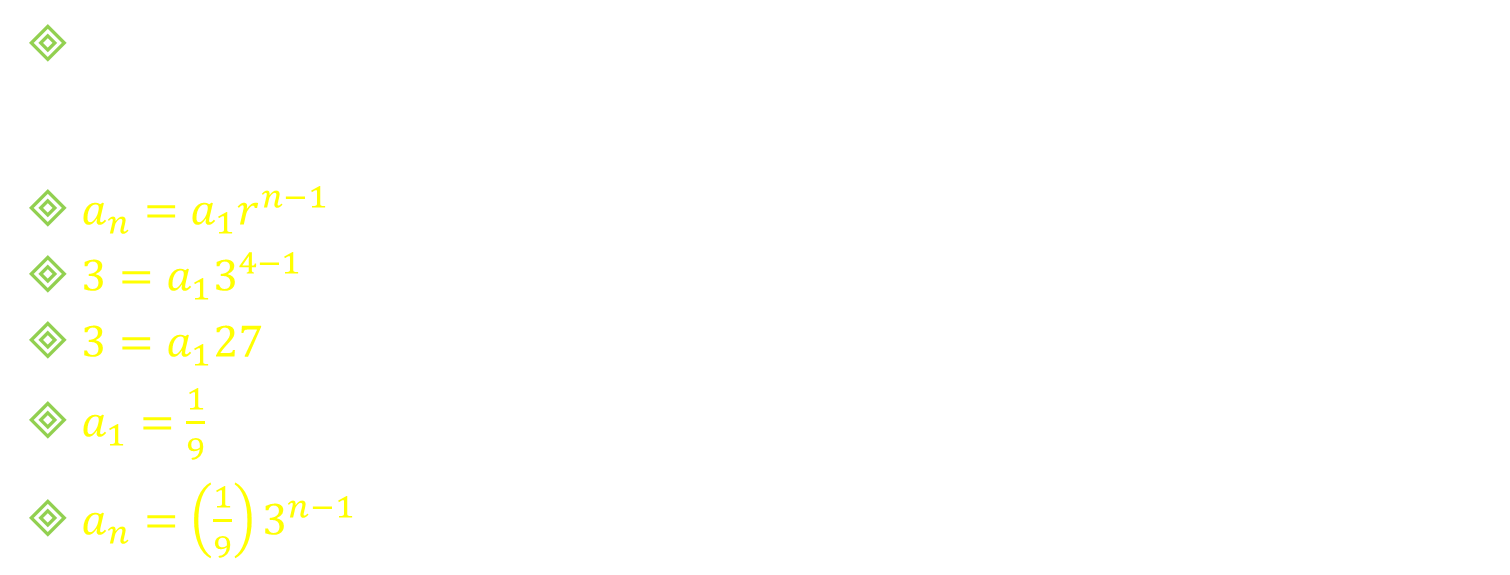 aₙ = a₁rⁿ⁻¹
3 = a₁3⁴⁻¹
3 = a₁27
a₁ = 1/9
aₙ = (1/9) 3ⁿ⁻¹